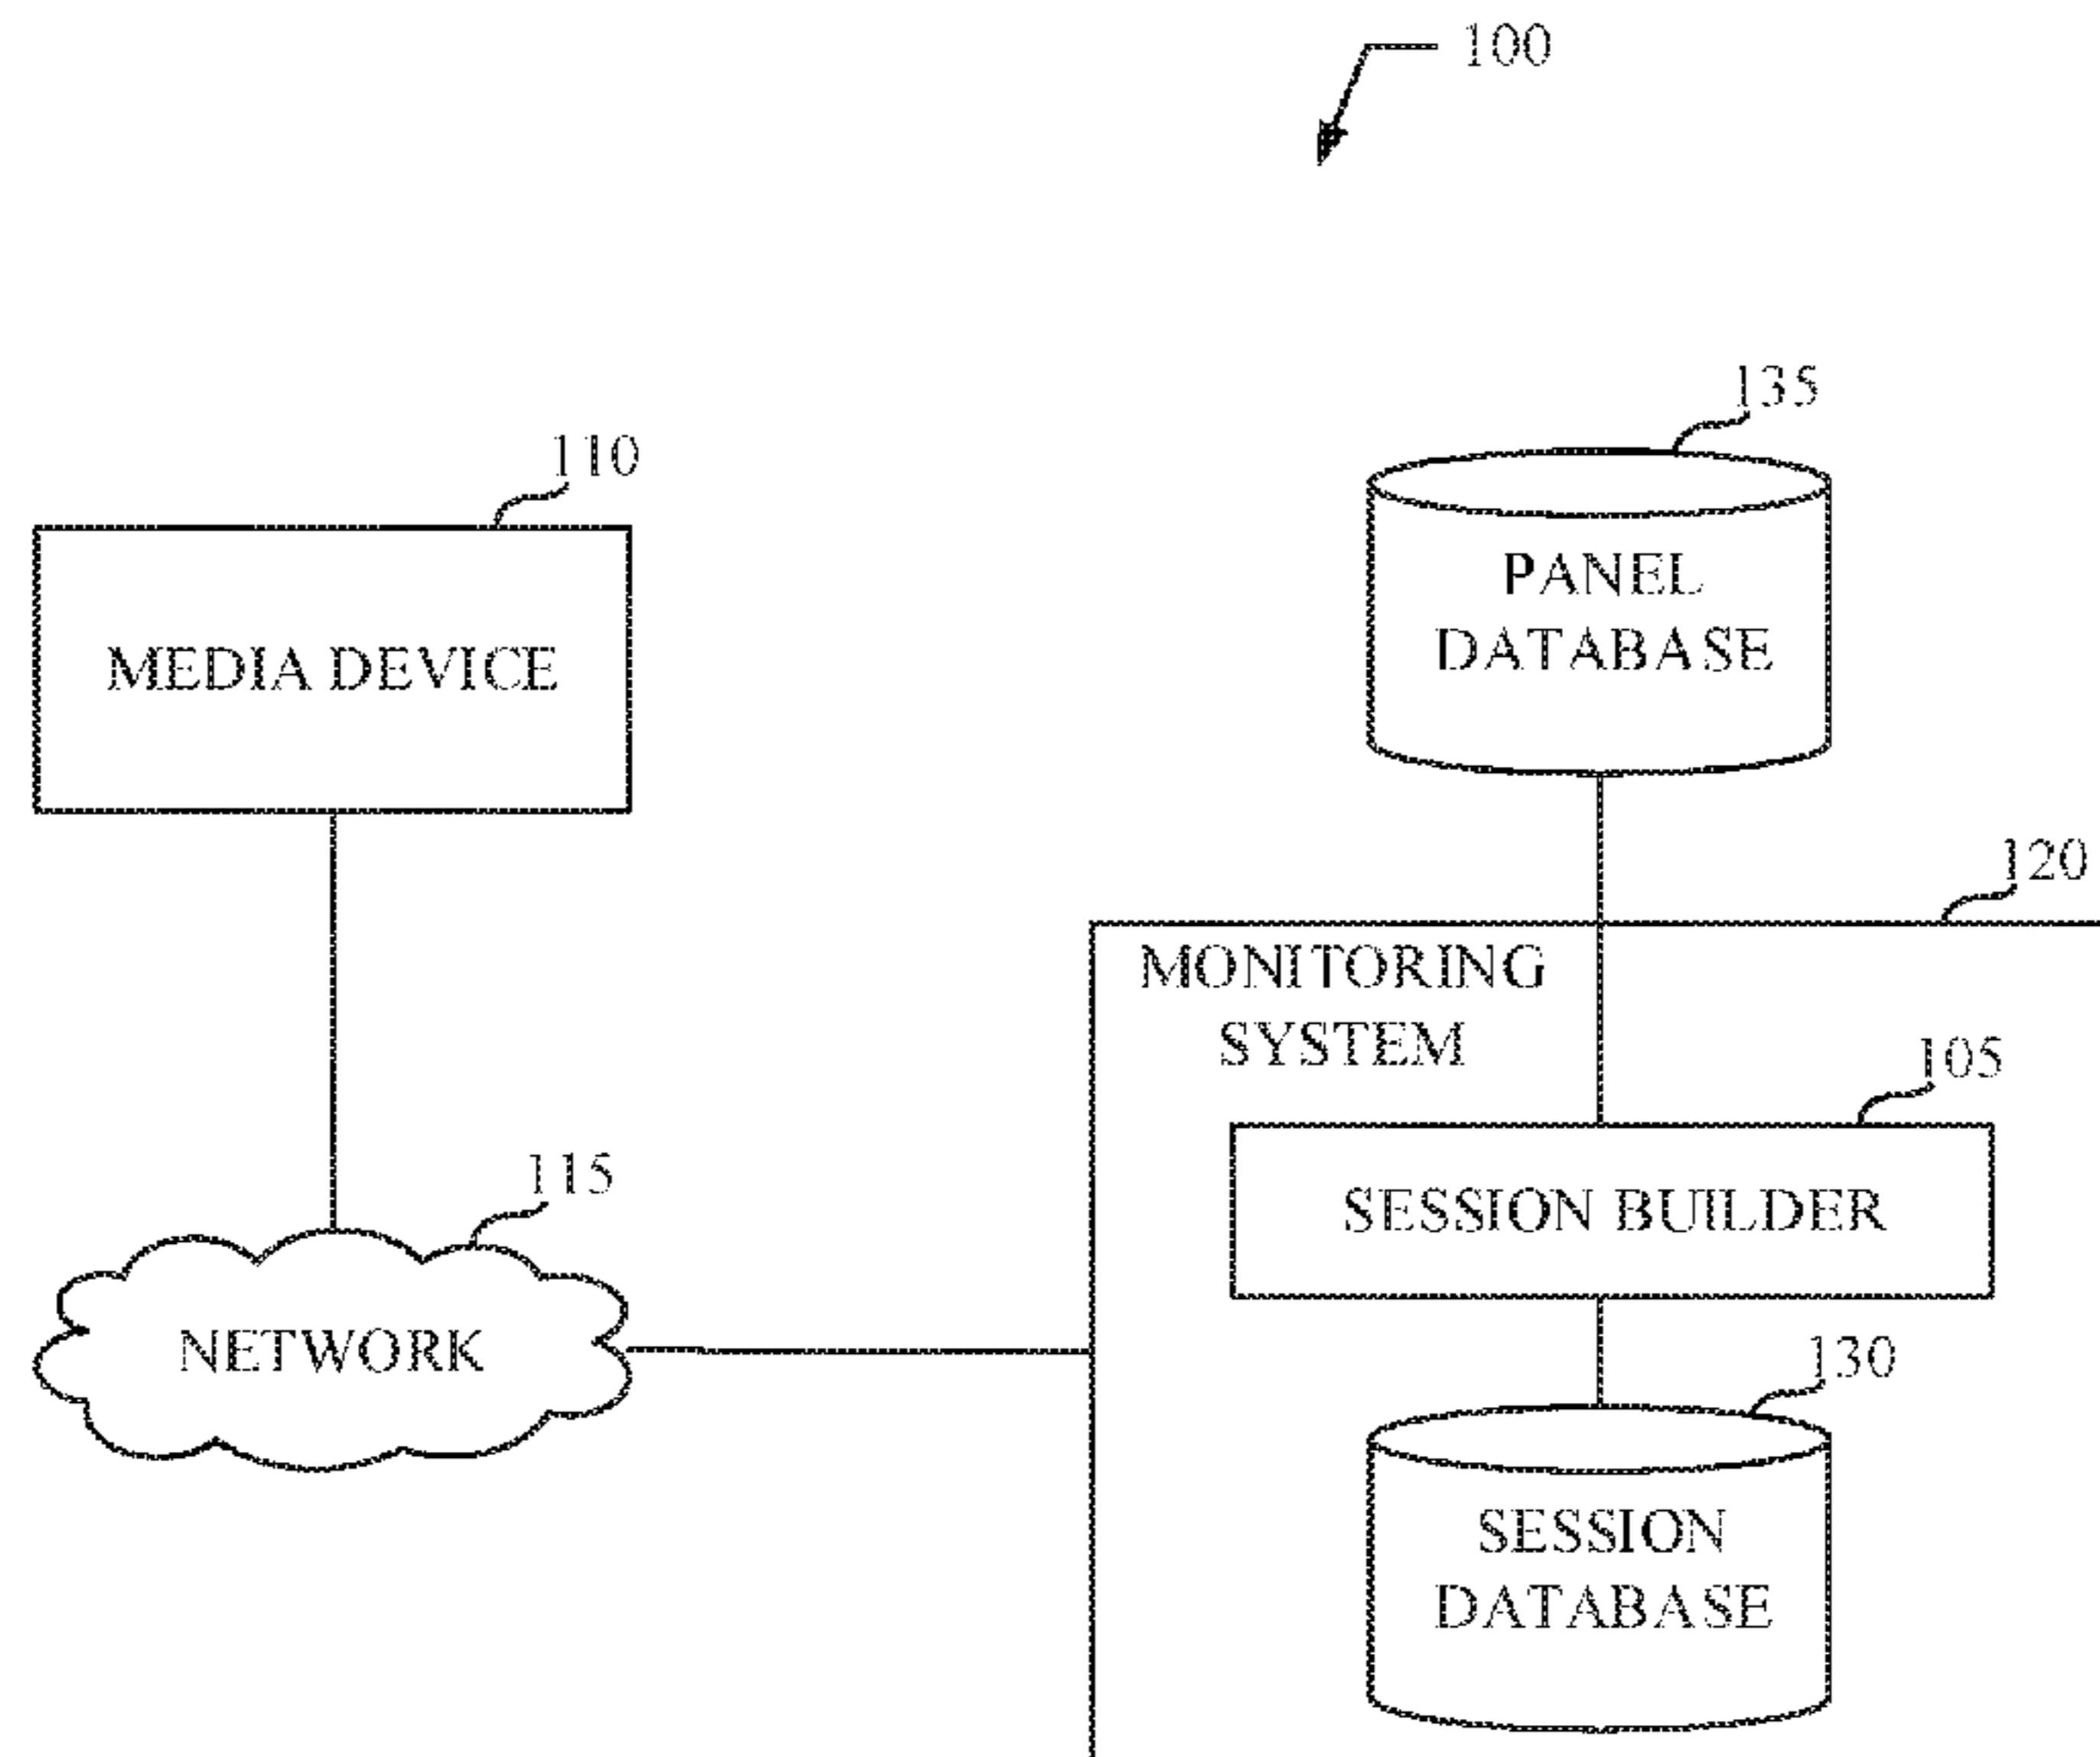 100
135
110
PANEL
DATABASE
MEDIA DEVICE
120
MONITORING
SYSTEM
105
115
SESSION BUILDER
NETWORK
130
SESSION
DATABASE